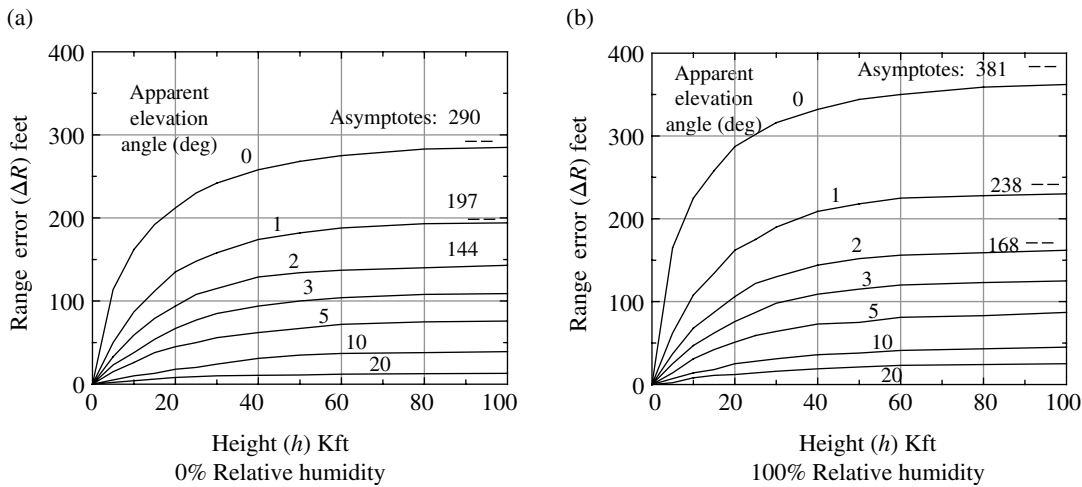 (a)
400
300
200
100
0
Range error (ΔR) feet
Apparent
elevation
angle (deg)
Asymptotes: 290
197
144
0
1
2
3
5
10
20
0 20 40 60 80 100
Height (h) Kft
0% Relative humidity
(b)
400
300
200
100
0
Range error (ΔR) feet
Apparent
elevation
angle (deg)
Asymptotes: 381
238
168
0
1
2
3
5
10
20
0 20 40 60 80 100
Height (h) Kft
100% Relative humidity